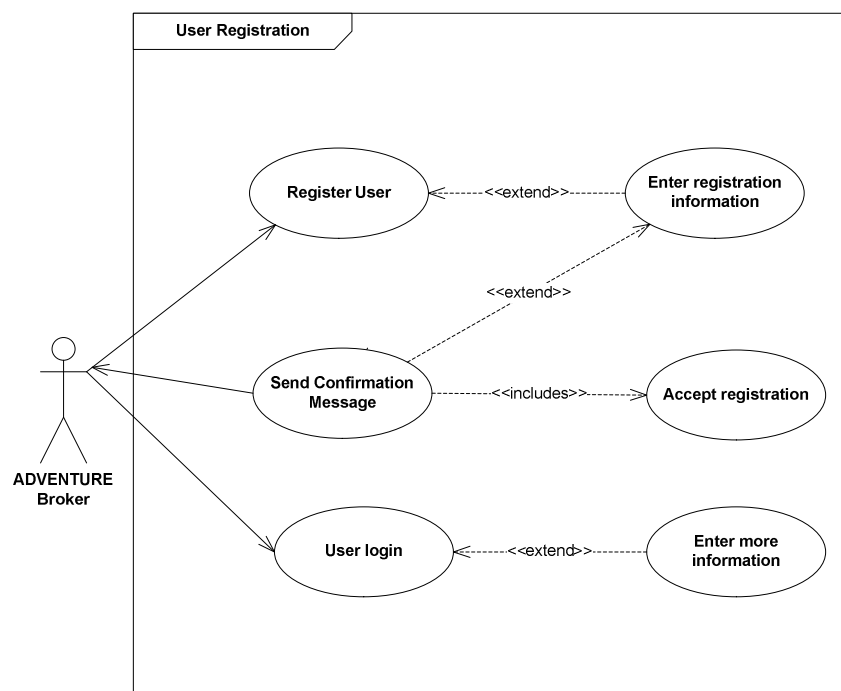 User Registration
Register User
<<extend>>
Enter registration
information
<<extend>>
Send Confirmation
Message
<<includes>>
Accept registration
ADVENTURE
Broker
User login
<<extend>>
Enter more
information